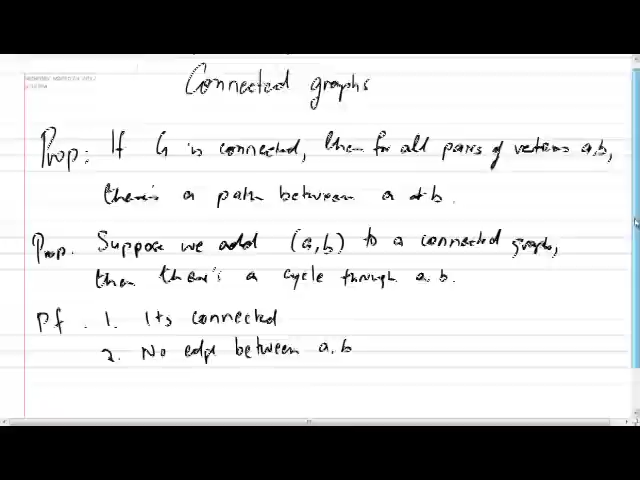 Connected graphs
Prop: If G is connected, then for all pairs of vertices a,b,
there's a path between a + b.
Prop. Suppose we add (a,b) to a connected graph,
then there's a cycle through a.b.
Pf. 1. Its connected
2. No edge between a,b